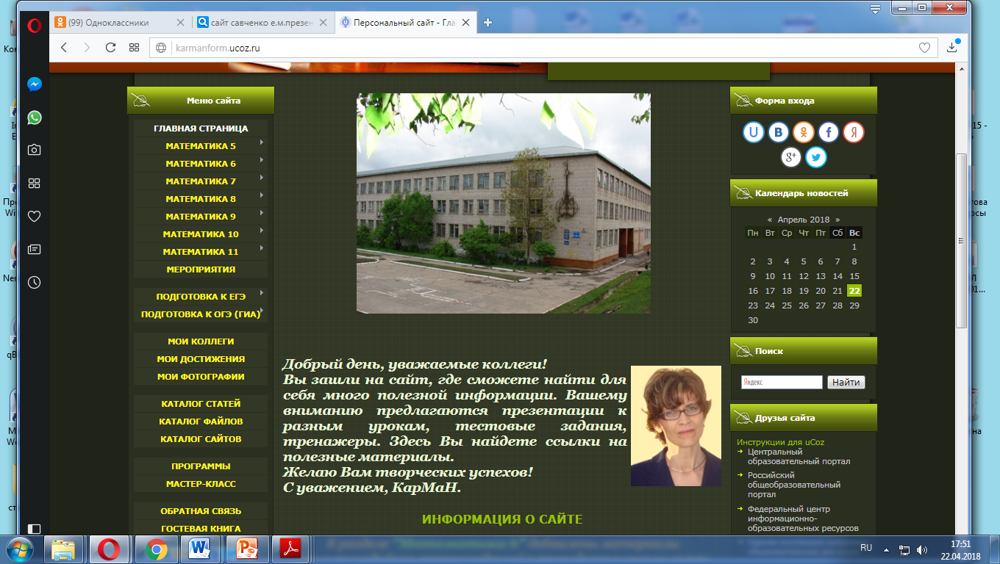 (99) Одноклассники
сайт савченко е.м.презен
Персональный сайт - Гла
karmanform.ucoz.ru
Меню сайта
ГЛАВНАЯ СТРАНИЦА
МАТЕМАТИКА 5
МАТЕМАТИКА 6
МАТЕМАТИКА 7
МАТЕМАТИКА 8
МАТЕМАТИКА 9
МАТЕМАТИКА 10
МАТЕМАТИКА 11
МЕРОПРИЯТИЯ
ПОДГОТОВКА К ЕГЭ
ПОДГОТОВКА К ОГЭ (ГИА)
МОИ КОЛЛЕГИ
МОИ ДОСТИЖЕНИЯ
МОИ ФОТОГРАФИИ
КАТАЛОГ СТАТЕЙ
КАТАЛОГ ФАЙЛОВ
КАТАЛОГ САЙТОВ
ПРОГРАММЫ
МАСТЕР-КЛАСС
ОБРАТНАЯ СВЯЗЬ
ГОСТЕВАЯ КНИГА
Добрый день, уважаемые коллеги!
Вы зашли на сайт, где сможете найти для
себя много полезной информации. Вашему
вниманию предлагаются презентации к
разным урокам, тестовые задания,
тренажеры. Здесь Вы найдете ссылки на
полезные материалы.
Желаю Вам творческих успехов!
С уважением, КарМаН.
ИНФОРМАЦИЯ О САЙТЕ
Форма входа
Календарь новостей
« Апрель 2018 »
Пн Вт Ср Чт Пт Сб Вс
1
2 3 4 5 6 7 8
9 10 11 12 13 14 15
16 17 18 19 20 21 22
23 24 25 26 27 28 29
30
Поиск
Яндекс
Найти
Друзья сайта
Инструкции для uCoz
Центральный
образовательный портал
Российский
общеобразовательный
портал
Федеральный центр
информационно-
образовательных ресурсов
RU
17:51
22.04.2018